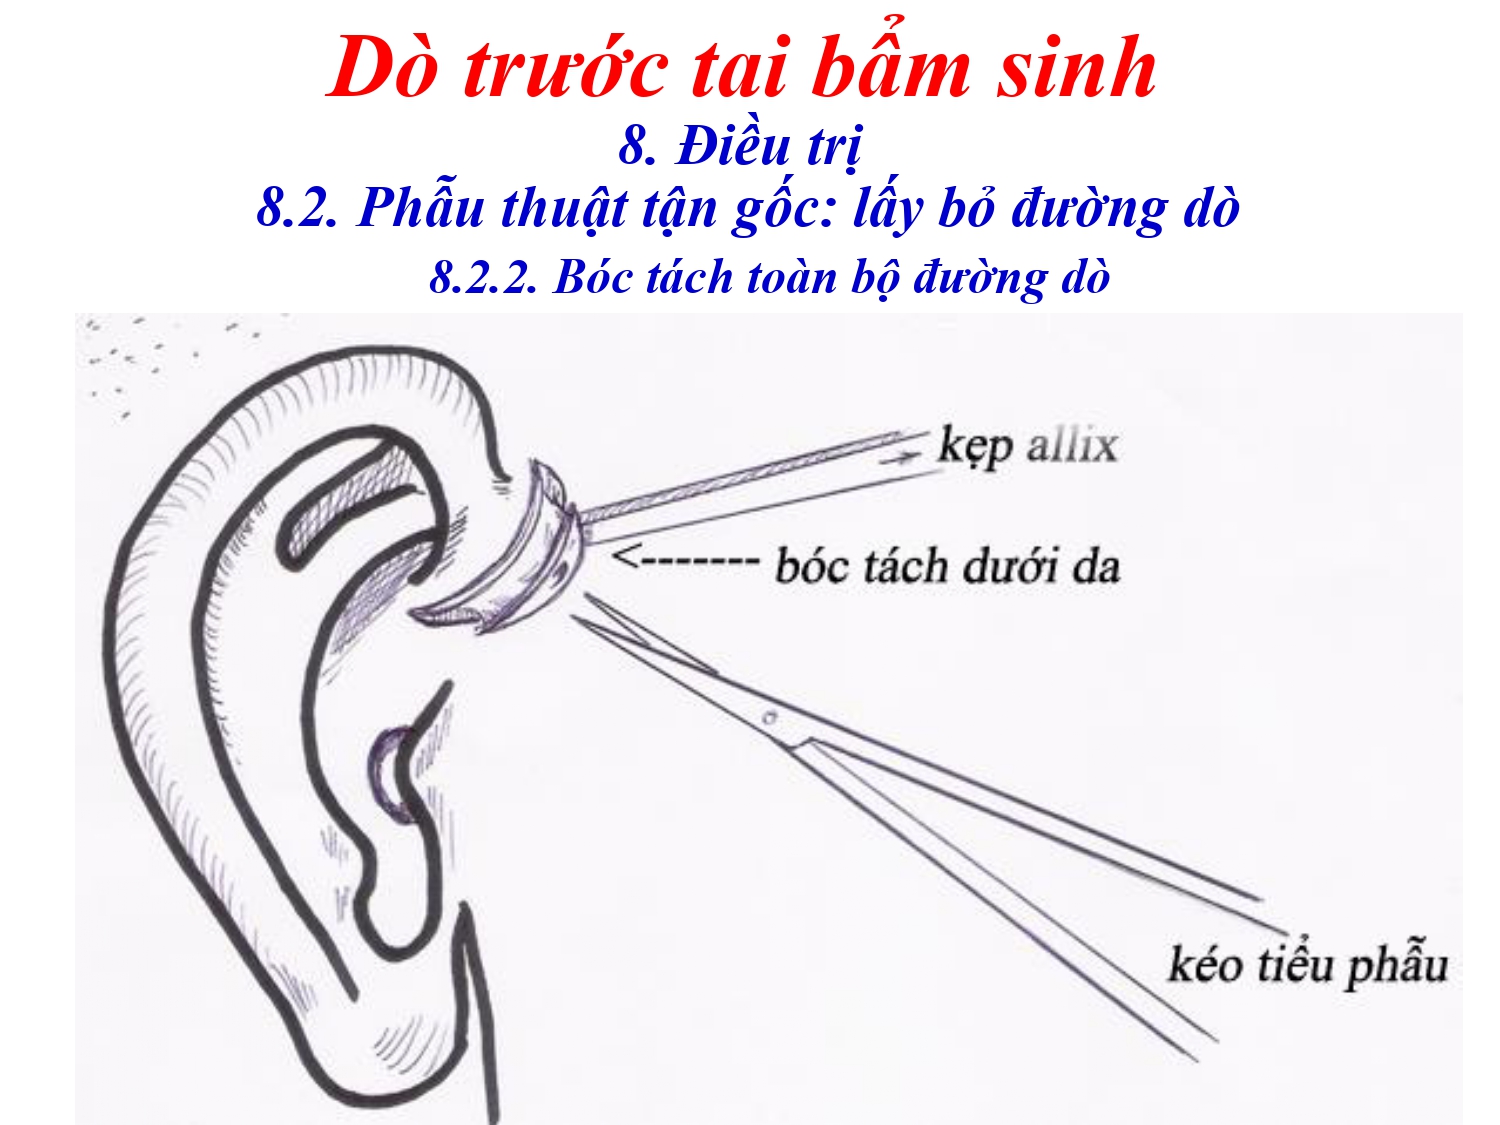 Dò trước tai bẩm sinh
8. Điều trị
8.2. Phẫu thuật tận gốc: lấy bỏ đường dò
8.2.2. Bóc tách toàn bộ đường dò
kẹp allix
<------- bóc tách dưới da
kéo tiểu phẫu